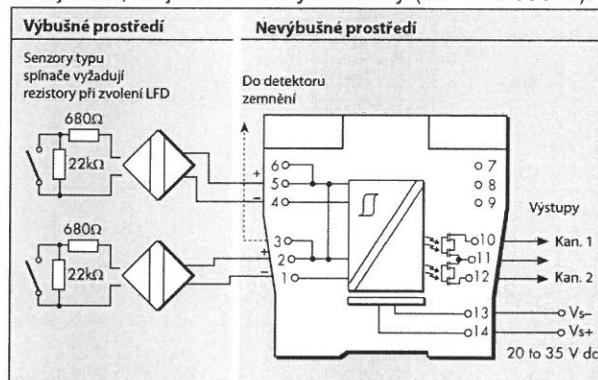 Výbušné prostředí
Nevýbušné prostředí
Senzory typu
spínače vyžadují
rezistory při zvolení LFD
Do detektoru
zemnění
680Ω
22kΩ
680Ω
22kΩ
+
6
5
− 4
3
+
2
− 1
7
8
9
Výstupy
10
Kan. 1
11
12
Kan. 2
13
Vs−
14
Vs+
20 to 35 V dc